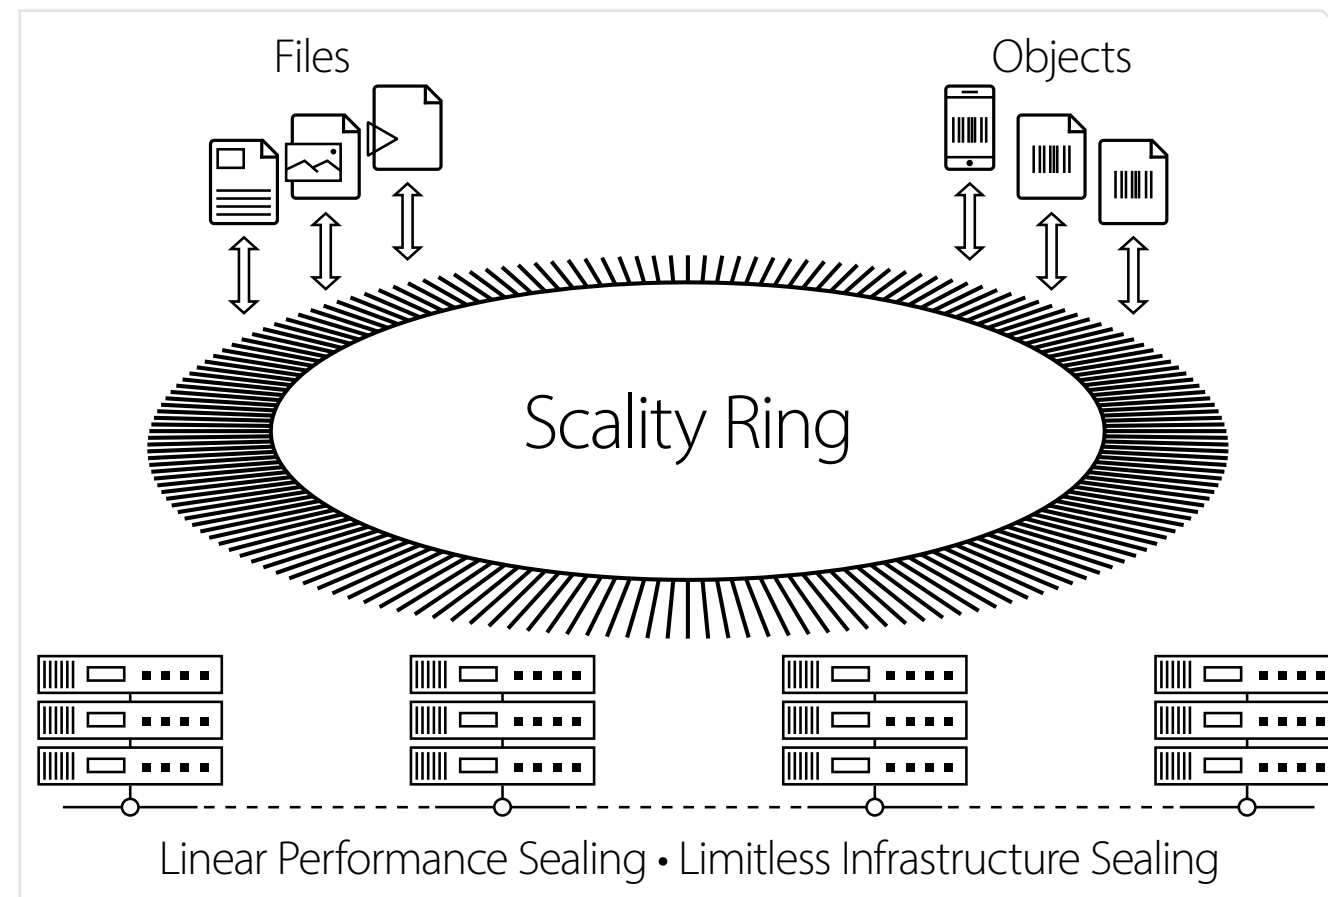 Files
Objects
Scality Ring
Linear Performance Sealing • Limitless Infrastructure Sealing